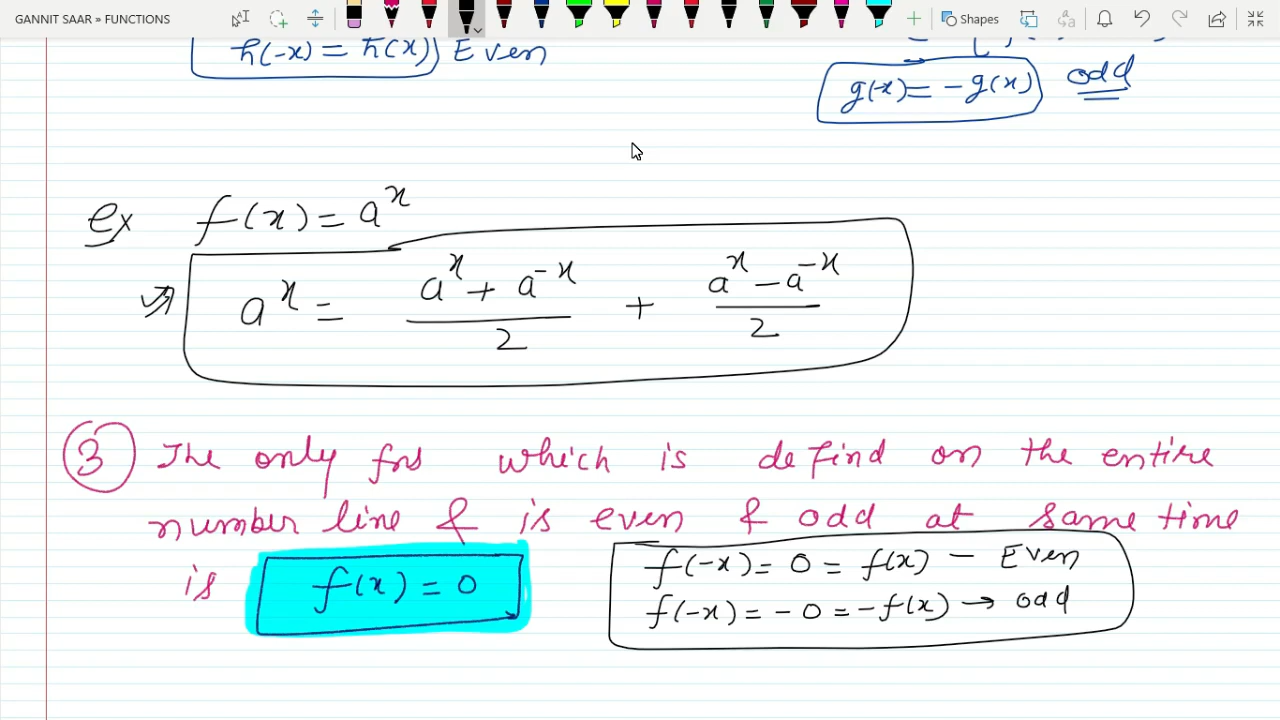 GANNIT SAAR » FUNCTIONS
Shapes
h(-x) = h(x) Even
g(-x) = -g(x) odd
ex f(x) = a^x
a^x = (a^x + a^-x)/2 + (a^x - a^-x)/2
3 The only fns which is defind on the entire
number line & is even & odd at same time
is f(x) = 0
f(-x) = 0 = f(x) - Even
f(-x) = - 0 = -f(x) → odd